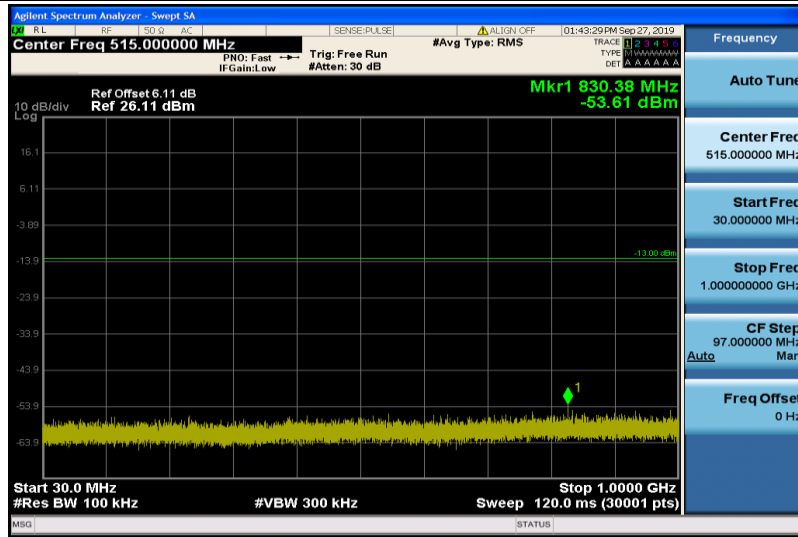 Agilent Spectrum Analyzer - Swept SA
LXI RL RF 50 Ω AC SENSE:PULSE ALIGN OFF 01:43:29 PM Sep 27, 2019
Center Freq 515.000000 MHz
PNO: Fast
IFGain:Low
Trig: Free Run
#Atten: 30 dB
#Avg Type: RMS
TRACE 1 2 3 4 5 6
TYPE M WWWWW
DET A A A A A A
Mkr1 830.38 MHz
-53.61 dBm
Ref Offset 6.11 dB
10 dB/div Ref 26.11 dBm
Log
16.1
6.11
-3.89
-13.00 dBm
-13.9
-23.9
-33.9
-43.9
1
-53.9
-63.9
Start 30.0 MHz Stop 1.0000 GHz
#Res BW 100 kHz #VBW 300 kHz Sweep 120.0 ms (30001 pts)
MSG STATUS
Frequency
Auto Tune
Center Freq
515.000000 MHz
Start Freq
30.000000 MHz
Stop Freq
1.000000000 GHz
CF Step
97.000000 MHz
Auto Man
Freq Offset
0 Hz